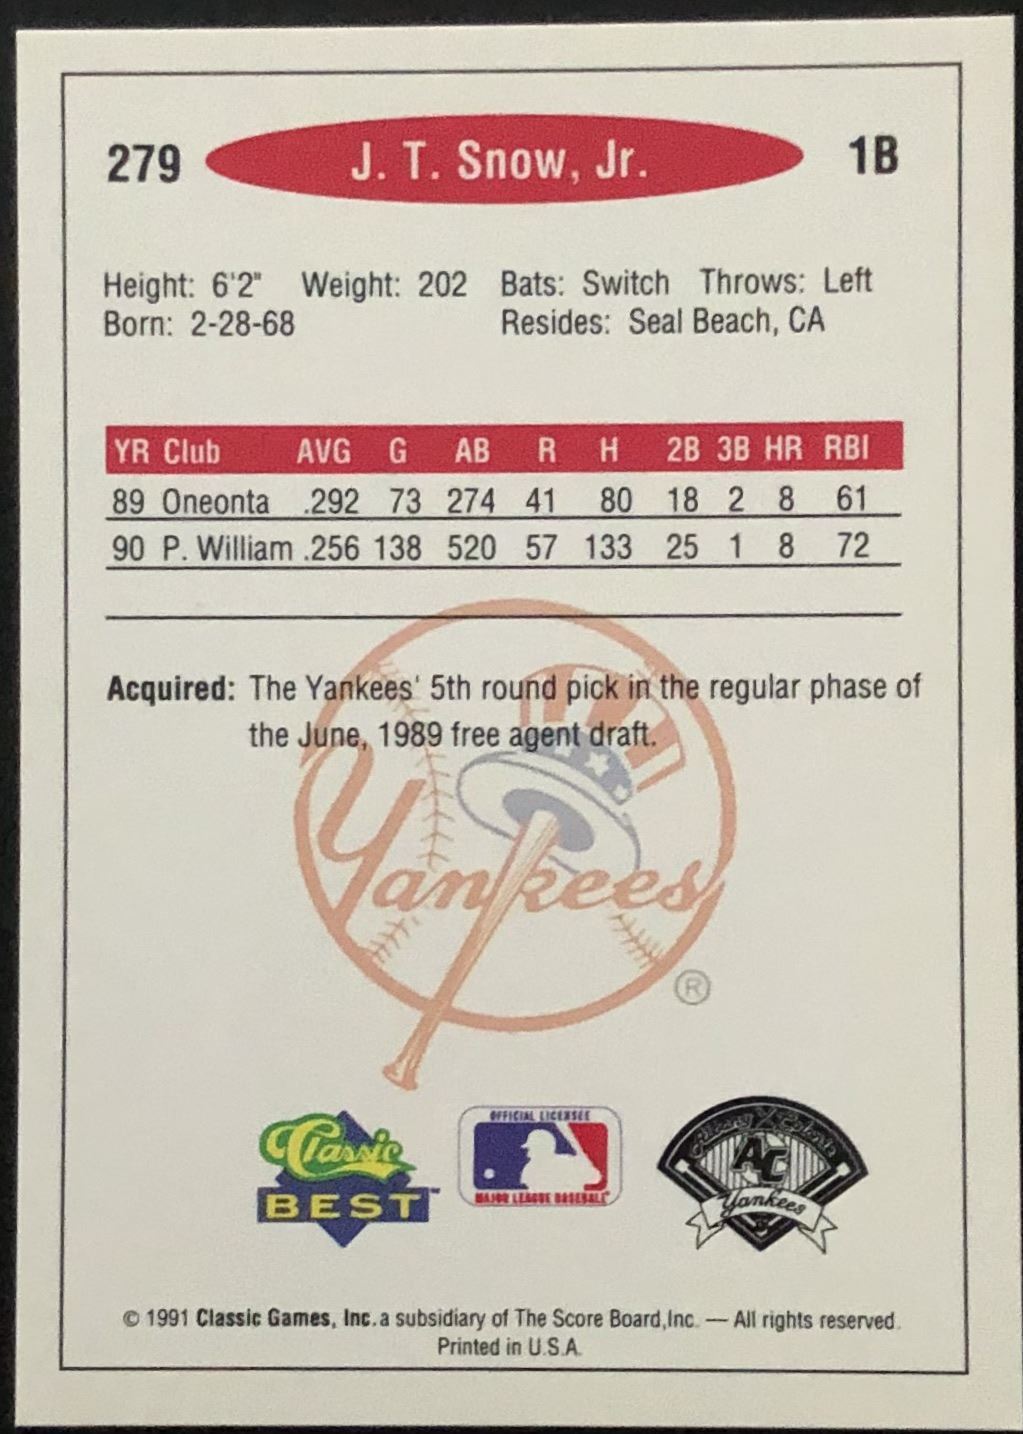 279 J. T. Snow, Jr. 1B
Height: 6'2" Weight: 202 Bats: Switch Throws: Left
Born: 2-28-68 Resides: Seal Beach, CA
YR Club AVG G AB R H 2B 3B HR RBI
89 Oneonta .292 73 274 41 80 18 2 8 61
90 P. William .256 138 520 57 133 25 1 8 72
Acquired: The Yankees' 5th round pick in the regular phase of
the June, 1989 free agent draft.
Yankees
®
Classic
BEST™
OFFICIAL LICENSEE
MAJOR LEAGUE BASEBALL
Albany Colonie
AC
Yankees
© 1991 Classic Games, Inc. a subsidiary of The Score Board, Inc. — All rights reserved.
Printed in U.S.A.